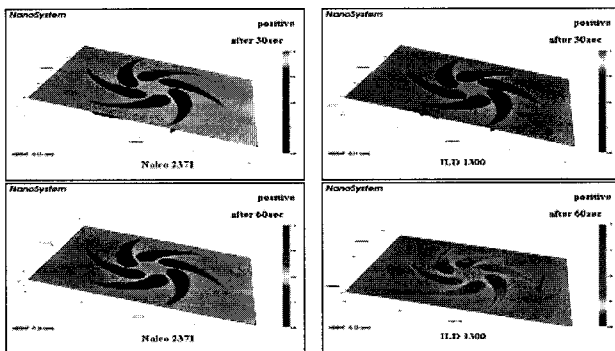 NanoSystem
positive
after 30sec
Nalco 2371
NanoSystem
positive
after 30sec
ILD 1300
NanoSystem
positive
after 60sec
Nalco 2371
NanoSystem
positive
after 60sec
ILD 1300